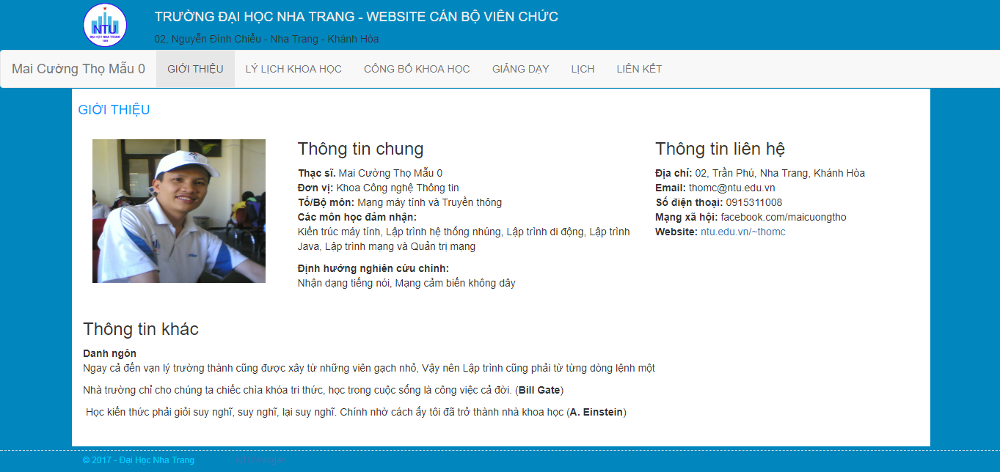 NTU
ĐẠI HỌC NHA TRANG
1959
TRƯỜNG ĐẠI HỌC NHA TRANG - WEBSITE CÁN BỘ VIÊN CHỨC
02, Nguyễn Đình Chiểu - Nha Trang - Khánh Hòa
Mai Cường Thọ Mẫu 0 GIỚI THIỆU LÝ LỊCH KHOA HỌC CÔNG BỐ KHOA HỌC GIẢNG DẠY LỊCH LIÊN KẾT
GIỚI THIỆU
Thông tin chung
Thạc sĩ. Mai Cường Thọ Mẫu 0
Đơn vị: Khoa Công nghệ Thông tin
Tổ/Bộ môn: Mạng máy tính và Truyền thông
Các môn học đảm nhận:
Kiến trúc máy tính, Lập trình hệ thống nhúng, Lập trình di động, Lập trình
Java, Lập trình mạng và Quản trị mạng
Định hướng nghiên cứu chính:
Nhận dạng tiếng nói, Mạng cảm biến không dây
Thông tin liên hệ
Địa chỉ: 02, Trần Phú, Nha Trang, Khánh Hòa
Email: thomc@ntu.edu.vn
Số điện thoại: 0915311008
Mạng xã hội: facebook.com/maicuongtho
Website: ntu.edu.vn/~thomc
Thông tin khác
Danh ngôn
Ngay cả đến vạn lý trường thành cũng được xây từ những viên gạch nhỏ, Vậy nên Lập trình cũng phải từ từng dòng lệnh một
Nhà trường chỉ cho chúng ta chiếc chìa khóa tri thức, học trong cuộc sống là công việc cả đời. (Bill Gate)
Học kiến thức phải giỏi suy nghĩ, suy nghĩ, lại suy nghĩ. Chính nhờ cách ấy tôi đã trở thành nhà khoa học (A. Einstein)
© 2017 - Đại Học Nha Trang